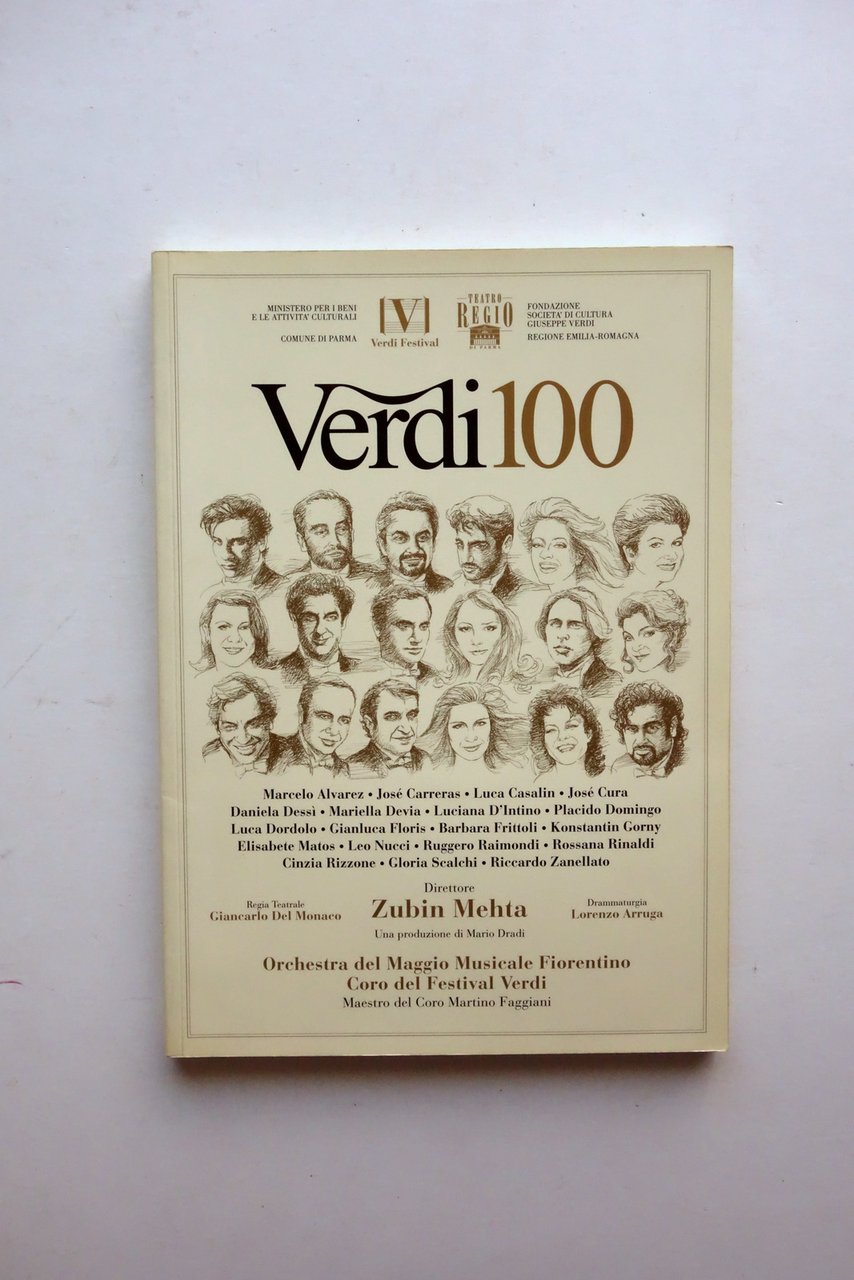 MINISTERO PER I BENI
E LE ATTIVITA' CULTURALI
COMUNE DI PARMA
V
Verdi Festival
TEATRO
REGIO
DI PARMA
FONDAZIONE
SOCIETA' DI CULTURA
GIUSEPPE VERDI
REGIONE EMILIA-ROMAGNA
Verdi100
Marcelo Alvarez • José Carreras • Luca Casalin • José Cura
Daniela Dessì • Mariella Devia • Luciana D'Intino • Placido Domingo
Luca Dordolo • Gianluca Floris • Barbara Frittoli • Konstantin Gorny
Elisabete Matos • Leo Nucci • Ruggero Raimondi • Rossana Rinaldi
Cinzia Rizzone • Gloria Scalchi • Riccardo Zanellato
Direttore
Zubin Mehta
Regia Teatrale
Giancarlo Del Monaco
Drammaturgia
Lorenzo Arruga
Una produzione di Mario Dradi
Orchestra del Maggio Musicale Fiorentino
Coro del Festival Verdi
Maestro del Coro Martino Faggiani